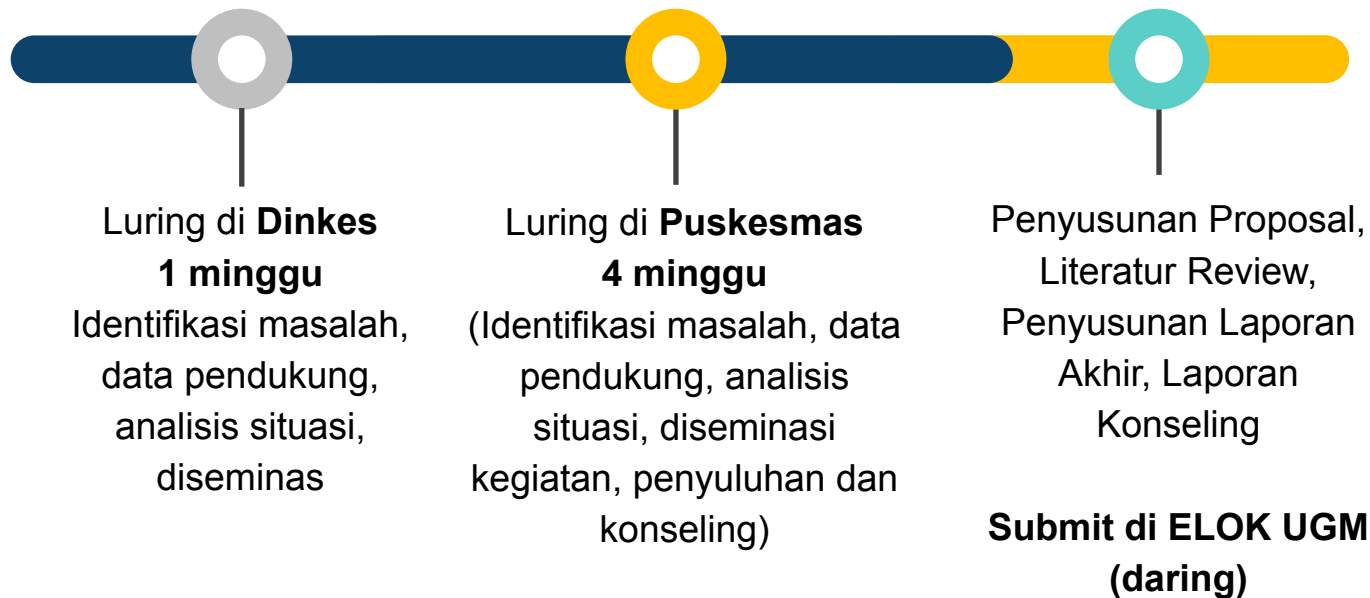 Luring di Dinkes
1 minggu
Identifikasi masalah,
data pendukung,
analisis situasi,
diseminas
Luring di Puskesmas
4 minggu
(Identifikasi masalah, data
pendukung, analisis
situasi, diseminasi
kegiatan, penyuluhan dan
konseling)
Penyusunan Proposal,
Literatur Review,
Penyusunan Laporan
Akhir, Laporan
Konseling
Submit di ELOK UGM
(daring)